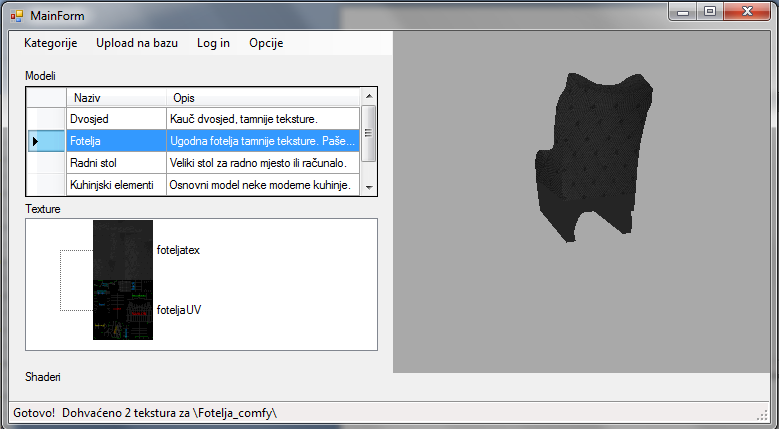 MainForm
Kategorije Upload na bazu Log in Opcije
Modeli
Naziv Opis
Dvosjed Kauč dvosjed, tamnije teksture.
Fotelja Ugodna fotelja tamnije teksture. Paše...
Radni stol Veliki stol za radno mjesto ili računalo.
Kuhinjski elementi Osnovni model neke moderne kuhinje.
Texture
foteljatex
foteljaUV
Shaderi
Gotovo! Dohvaćeno 2 tekstura za \Fotelja_comfy\